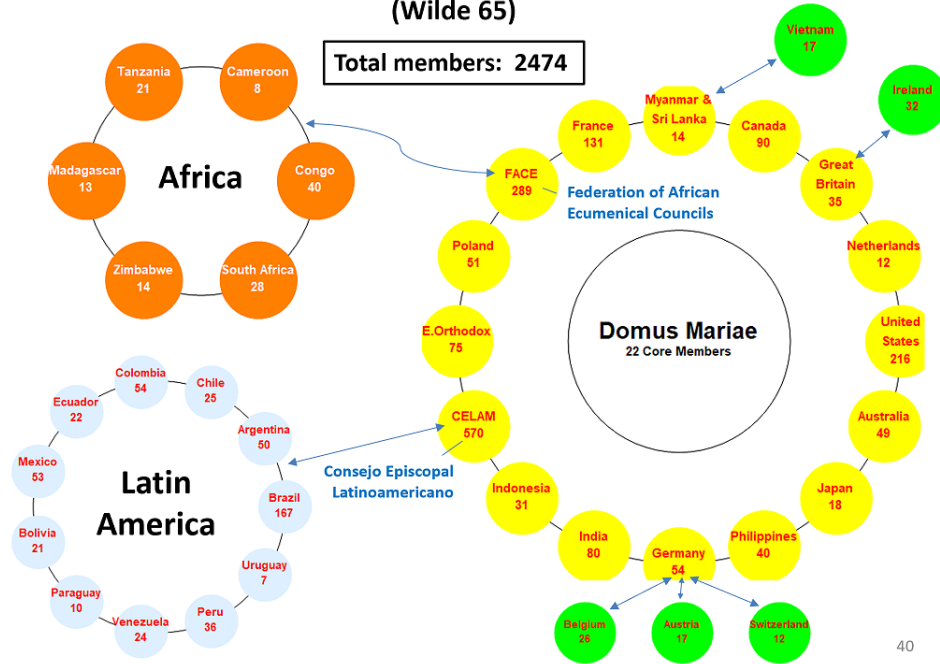 (Wilde 65)
Total members: 2474
Tanzania
21
Cameroon
8
Madagascar
13
Africa
Congo
40
Zimbabwe
14
South Africa
28
Vietnam
17
Ireland
32
Myanmar &
Sri Lanka
14
France
131
Canada
90
FACE
289
Federation of African
Ecumenical Councils
Great
Britain
35
Poland
51
Netherlands
12
E.Orthodox
75
Domus Mariae
22 Core Members
United
States
216
CELAM
570
Consejo Episcopal
Latinoamericano
Australia
49
Indonesia
31
Japan
18
India
80
Germany
54
Philippines
40
Belgium
26
Austria
17
Switzerland
12
Colombia
54
Chile
25
Ecuador
22
Argentina
50
Mexico
53
Latin
America
Brazil
167
Bolivia
21
Uruguay
7
Paraguay
10
Venezuela
24
Peru
36
40